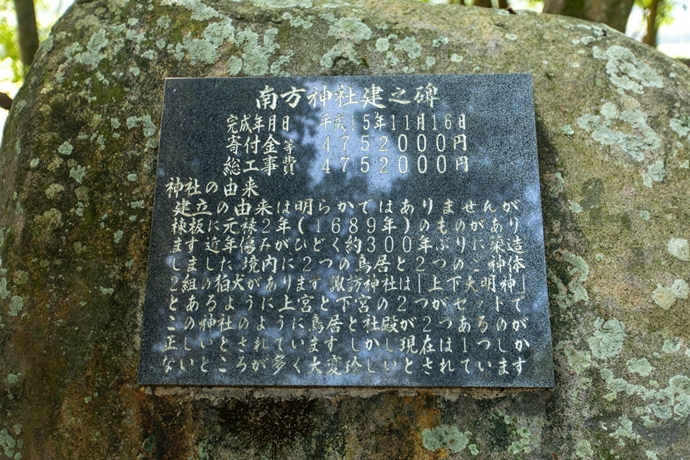 南方神社建之碑
完成年月日　平成15年11月16日
寄付金等　4752000円
総工事費　4752000円
神社の由来
建立の由来は明らかではありませんが
棟板に元禄2年(1689年)のものがあり
ます近年傷みがひどく約300年ぶりに築造
しました境内に2つの鳥居と2つのご神体
2組の狛犬があります諏訪神社は「上下大明神」
とあるように上宮と下宮の2つがセットで
この神社のように鳥居と社殿が2つあるのが
正しいとされています しかし現在は1つしか
ないところが多く大変珍しいとされています